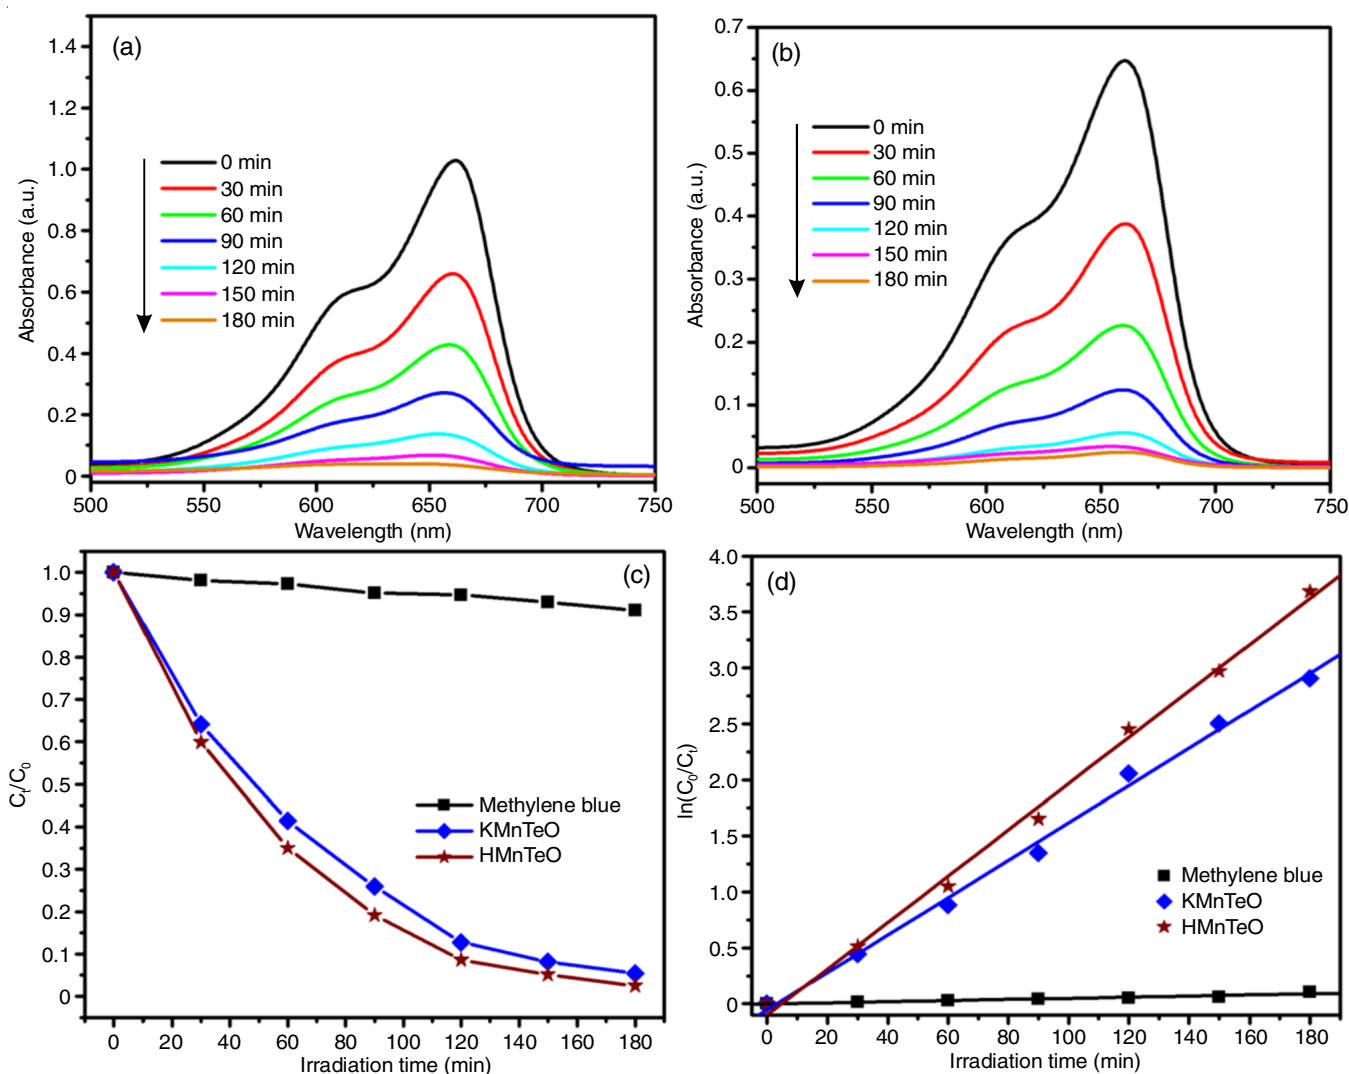 (a)
1.4
1.2
1.0
0.8
0.6
0.4
0.2
0
Absorbance (a.u.)
0 min
30 min
60 min
90 min
120 min
150 min
180 min
500 550 600 650 700 750
Wavelength (nm)
(b)
0.7
0.6
0.5
0.4
0.3
0.2
0.1
0
Absorbance (a.u.)
0 min
30 min
60 min
90 min
120 min
150 min
180 min
500 550 600 650 700 750
Wavelength (nm)
(c)
1.0
0.9
0.8
0.7
0.6
0.5
0.4
0.3
0.2
0.1
0
Cₜ/C₀
Methylene blue
KMnTeO
HMnTeO
0 20 40 60 80 100 120 140 160 180
Irradiation time (min)
(d)
4.0
3.5
3.0
2.5
2.0
1.5
1.0
0.5
0
ln(C₀/Cₜ)
Methylene blue
KMnTeO
HMnTeO
0 20 40 60 80 100 120 140 160 180
Irradiation time (min)